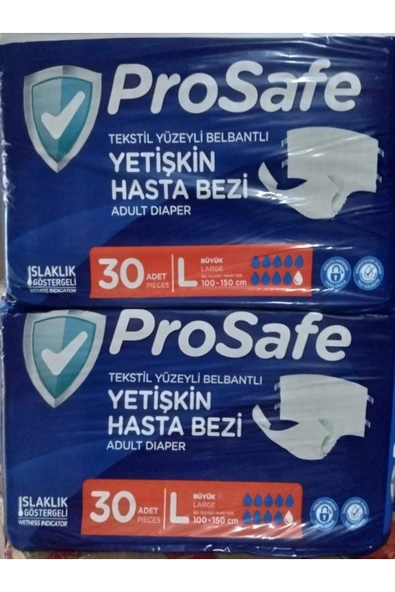 ProSafe
TEKSTİL YÜZEYLİ BELBANTLI
YETİŞKİN
HASTA BEZİ
ADULT DIAPER
ISLAKLIK
GÖSTERGELİ
WITNESS INDICATOR
30 ADET
PIECES
L BÜYÜK
LARGE
100-150 cm
ProSafe
TEKSTİL YÜZEYLİ BELBANTLI
YETİŞKİN
HASTA BEZİ
ADULT DIAPER
ISLAKLIK
GÖSTERGELİ
WITNESS INDICATOR
30 ADET
PIECES
L BÜYÜK
LARGE
100-150 cm